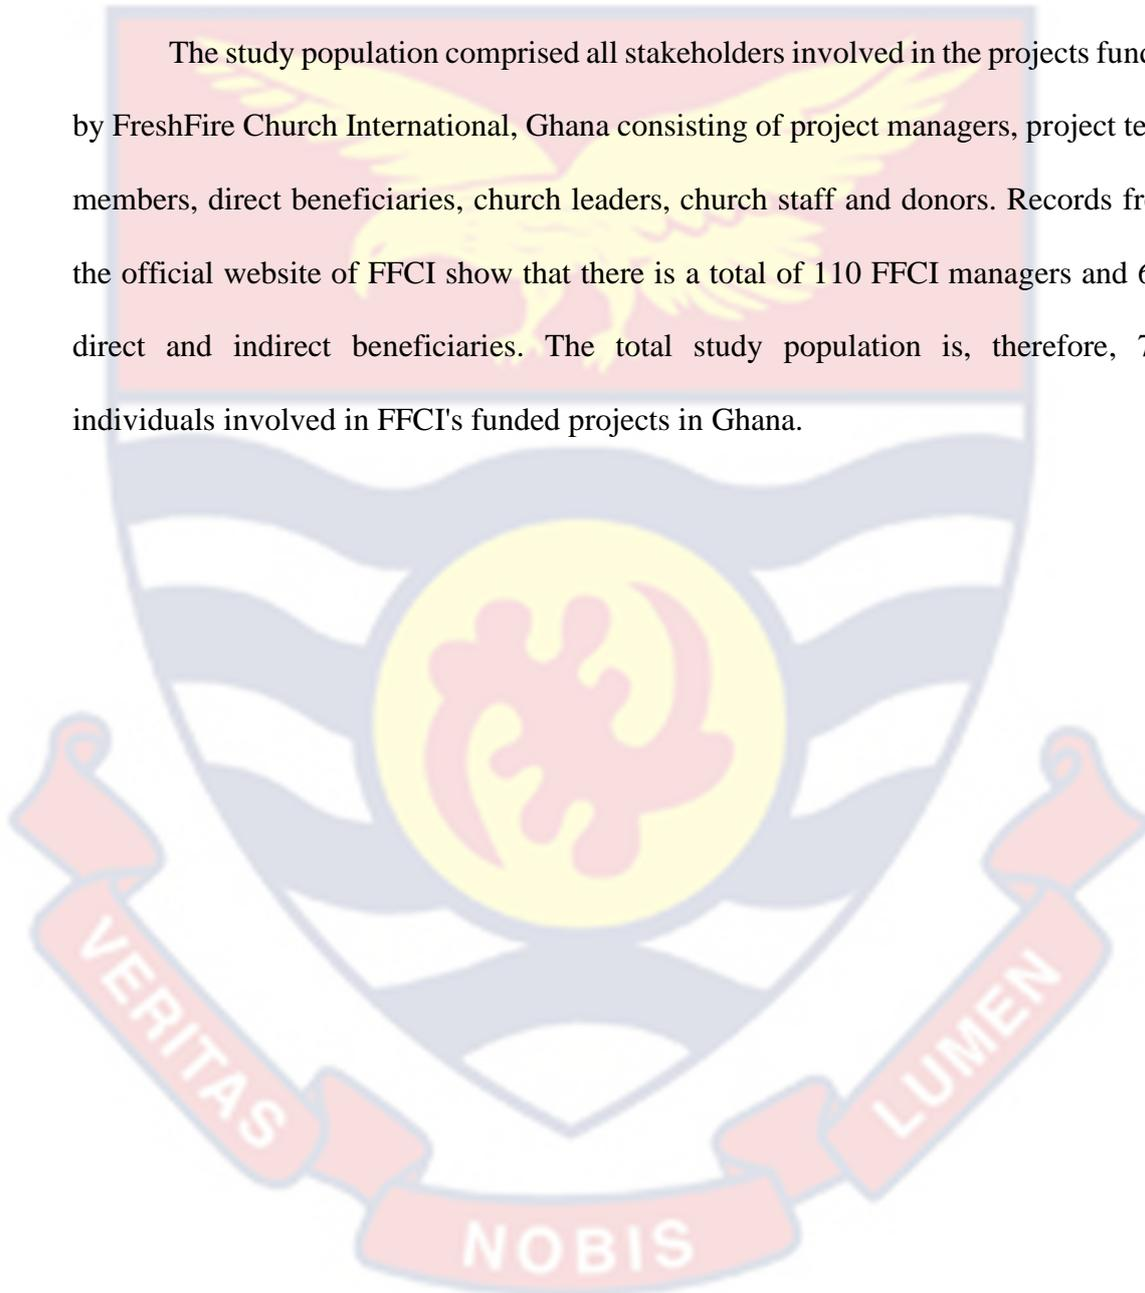 The study population comprised all stakeholders involved in the projects
by FreshFire Church International, Ghana consisting of project managers, project
members, direct beneficiaries, church leaders, church staff and donors. Records
the official website of FFCI show that there is a total of 110 FFCI managers and
direct and indirect beneficiaries. The total study population is, therefore,
individuals involved in FFCI's funded projects in Ghana.
VERITAS
NOBIS
LUMEN